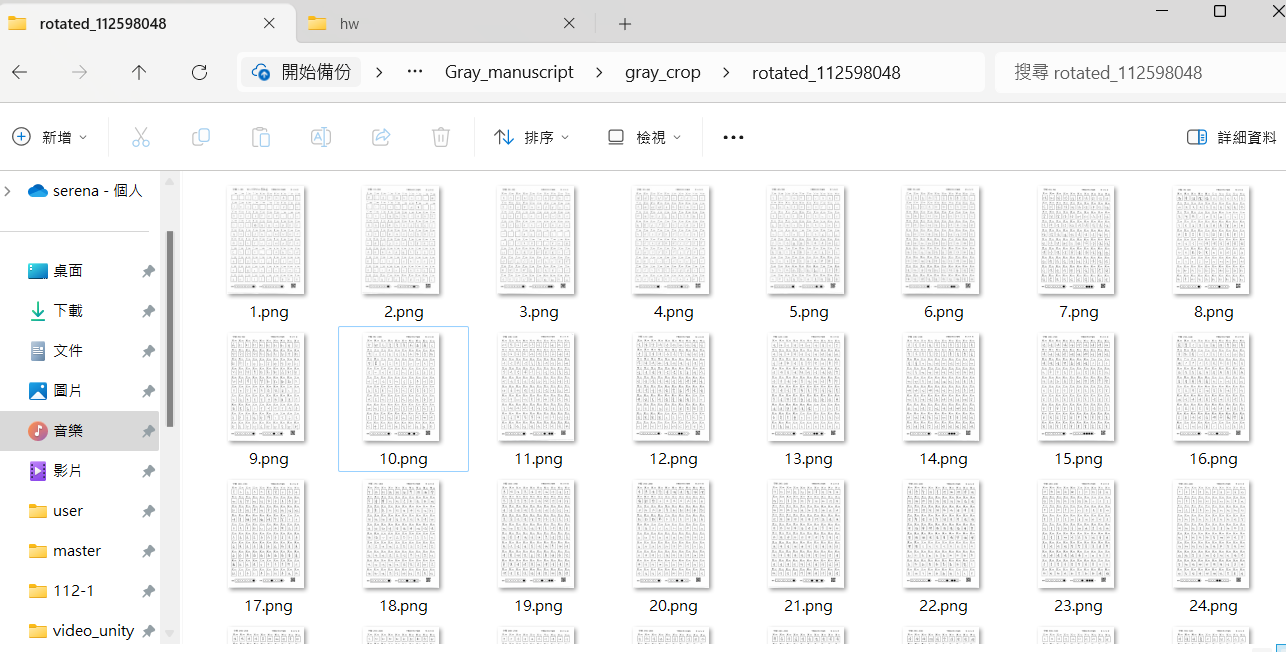 rotated_112598048
hw
開始備份 Gray_manuscript gray_crop rotated_112598048
搜尋 rotated_112598048
新增 排序 檢視 詳細資料
serena - 個人
桌面
下載
文件
圖片
音樂
影片
user
master
112-1
video_unity
1.png 2.png 3.png 4.png 5.png 6.png 7.png 8.png
9.png 10.png 11.png 12.png 13.png 14.png 15.png 16.png
17.png 18.png 19.png 20.png 21.png 22.png 23.png 24.png